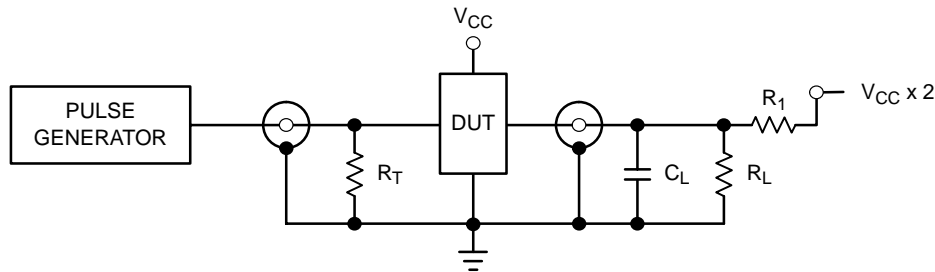 VCC
PULSE
GENERATOR
DUT
RT
CL
RL
R1
VCC x 2